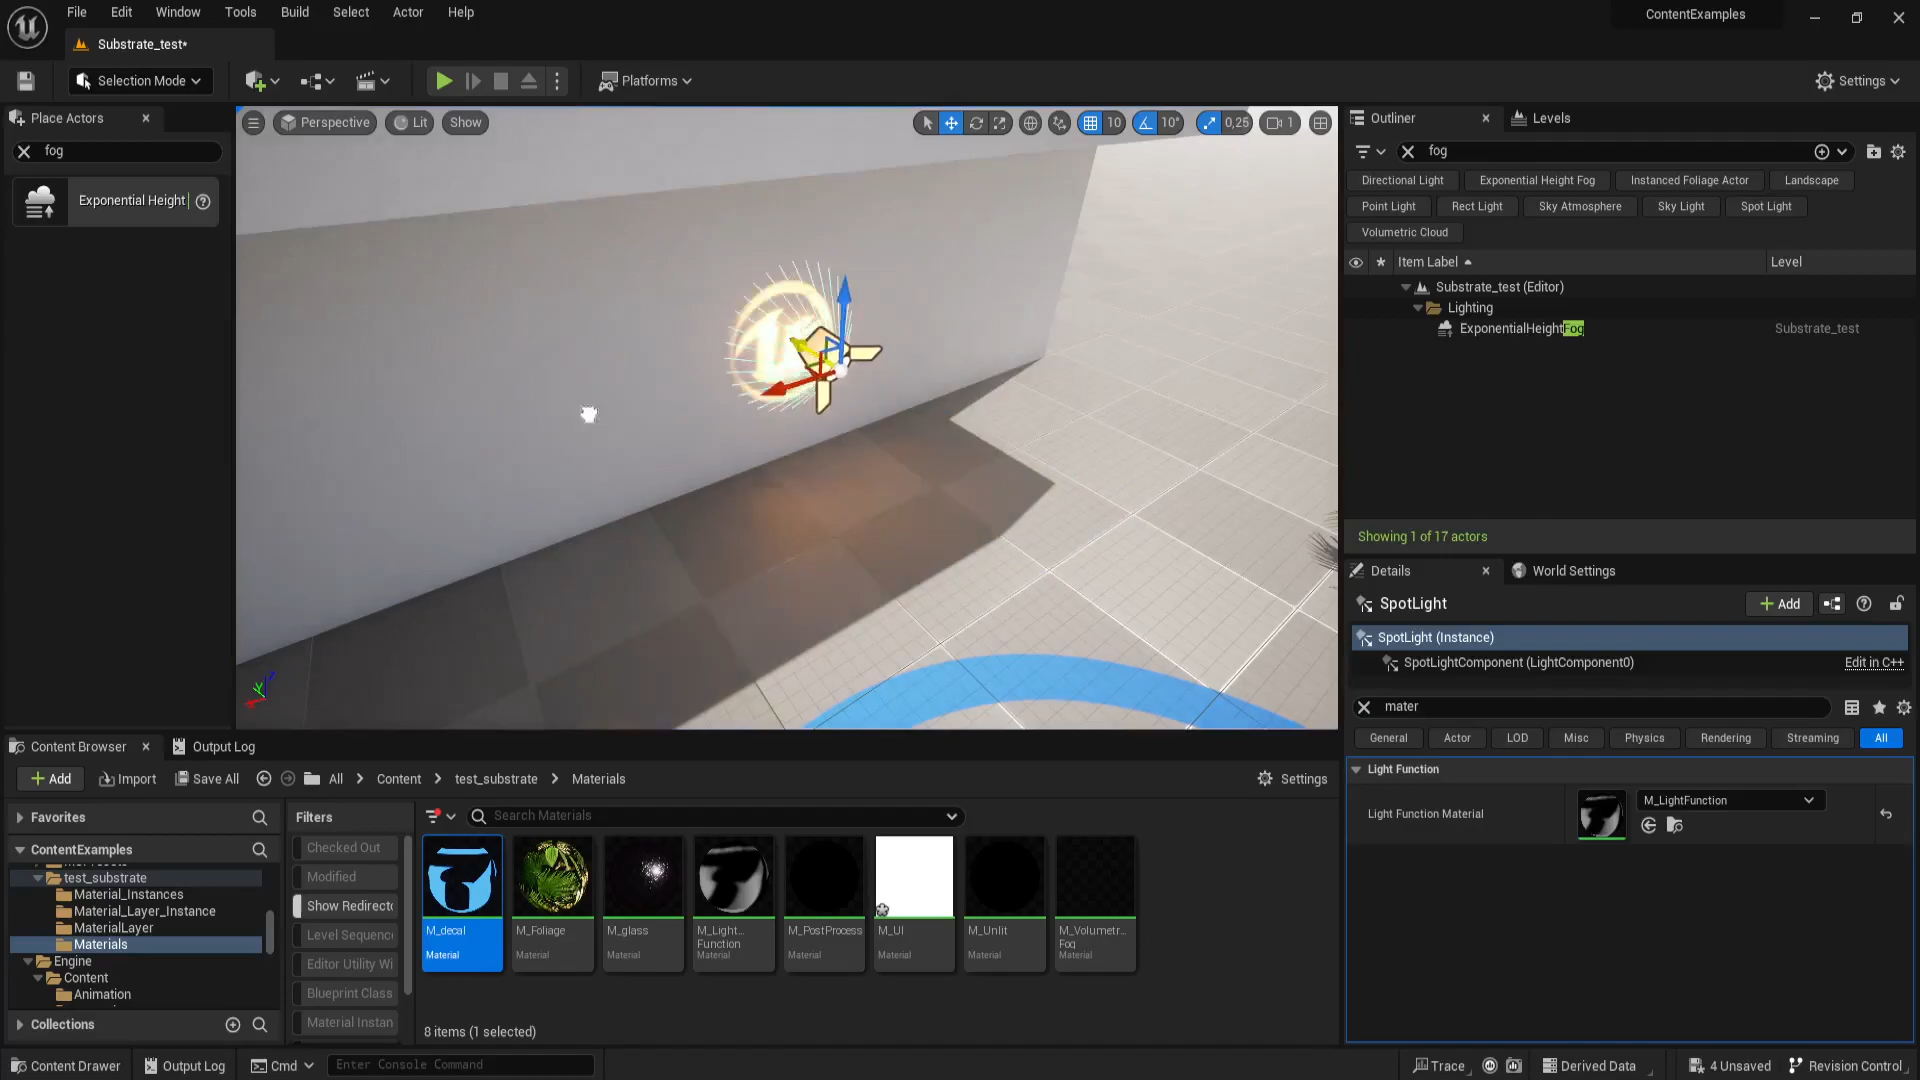 File Edit Window Tools Build Select Actor Help
ContentExamples
Substrate_test*
Selection Mode
Platforms
Settings
Place Actors
fog
Exponential Height
Perspective
Lit
Show
10
10°
0,25
1
Outliner
Levels
fog
Directional Light
Exponential Height Fog
Instanced Foliage Actor
Landscape
Point Light
Rect Light
Sky Atmosphere
Sky Light
Spot Light
Volumetric Cloud
Item Label
Level
Substrate_test (Editor)
Lighting
ExponentialHeightFog
Substrate_test
Showing 1 of 17 actors
Details
World Settings
SpotLight
Add
SpotLight (Instance)
SpotLightComponent (LightComponent0)
Edit in C++
mater
General
Actor
LOD
Misc
Physics
Rendering
Streaming
All
Light Function
Light Function Material
M_LightFunction
Content Browser
Output Log
Add
Import
Save All
All
Content
test_substrate
Materials
Settings
Favorites
ContentExamples
test_substrate
Material_Instances
Material_Layer_Instance
MaterialLayer
Materials
Engine
Content
Animation
Collections
Filters
Checked Out
Modified
Show Redirecto
Level Sequenc
Editor Utility Wi
Blueprint Class
Material Instan
Search Materials
M_decal
Material
M_Foliage
Material
M_glass
Material
M_Light...
Function
Material
M_PostProcess
Material
M_UI
Material
M_Unlit
Material
M_Volumetr...
Fog
Material
8 items (1 selected)
Content Drawer
Output Log
Cmd
Enter Console Command
Trace
Derived Data
4 Unsaved
Revision Control